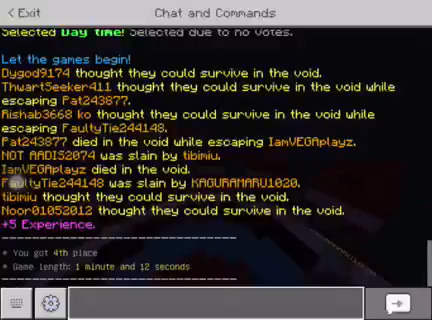 Exit
Chat and Commands
Selected Day time! Selected due to no votes.
Let the games begin!
Dygod9174 thought they could survive in the void.
ThwartSeeker411 thought they could survive in the void while
escaping Pat243877.
Rishab3668 ko thought they could survive in the void while
escaping FaultyTie244148.
Pat243877 died in the void while escaping IamVEGAplayz.
NOT AADIS2074 was slain by tibimiu.
IamVEGAplayz died in the void.
FaultyTie244148 was slain by KAGURAMARU1020.
tibimiu thought they could survive in the void.
Noor01052012 thought they could survive in the void.
+5 Experience.
--------------------------------
* You got 4th place
* Game length: 1 minute and 12 seconds
--------------------------------